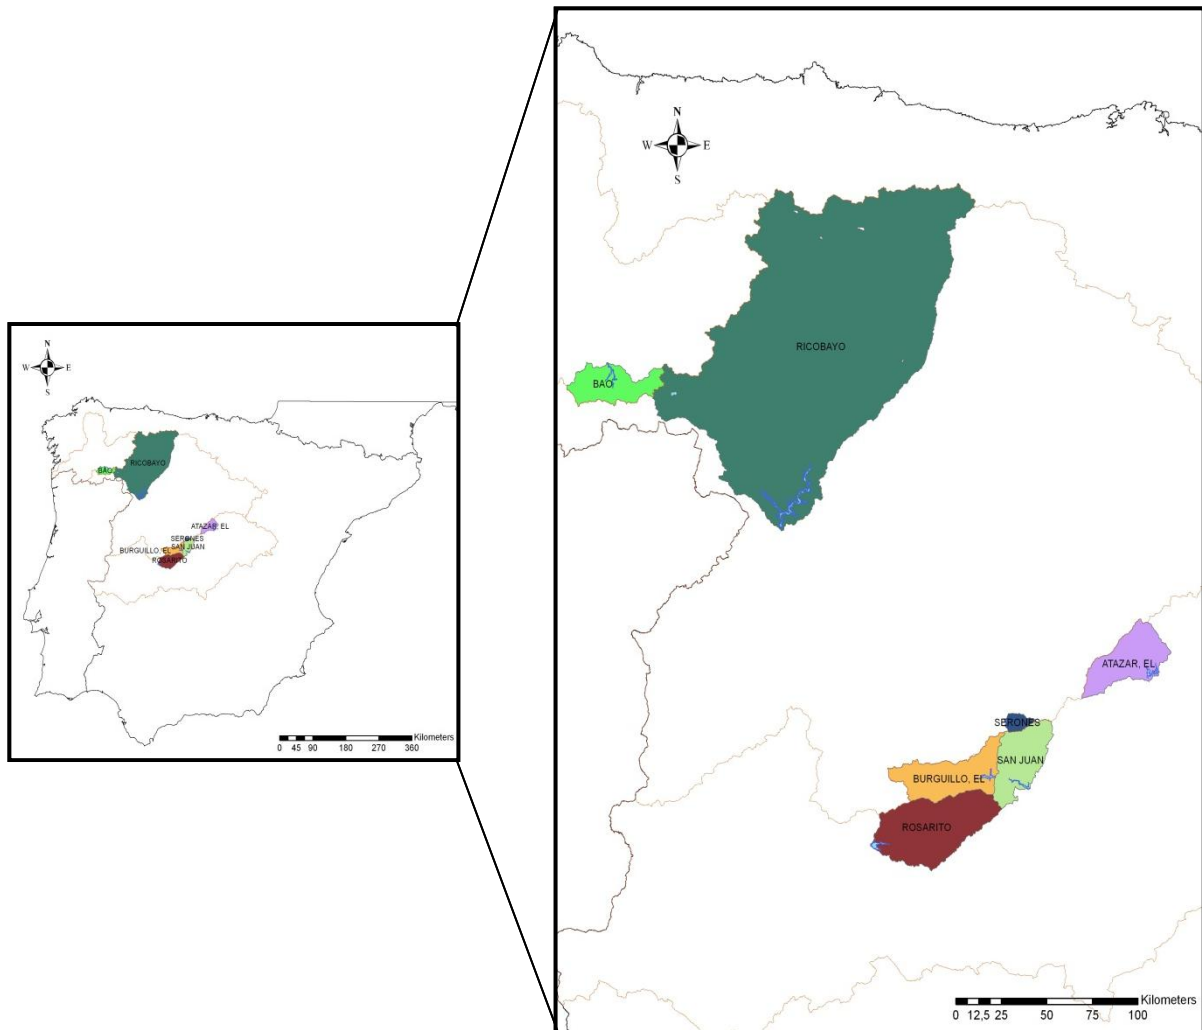 N
W E
S
RICOBAYO
BAO
ATAZAR, EL
SERONES
SAN JUAN
BURGUILLO, EL
ROSARITO
Kilometers
0 45 90 180 270 360
N
W E
S
RICOBAYO
BAO
ATAZAR, EL
SERONES
SAN JUAN
BURGUILLO, EL
ROSARITO
Kilometers
0 12,5 25 50 75 100